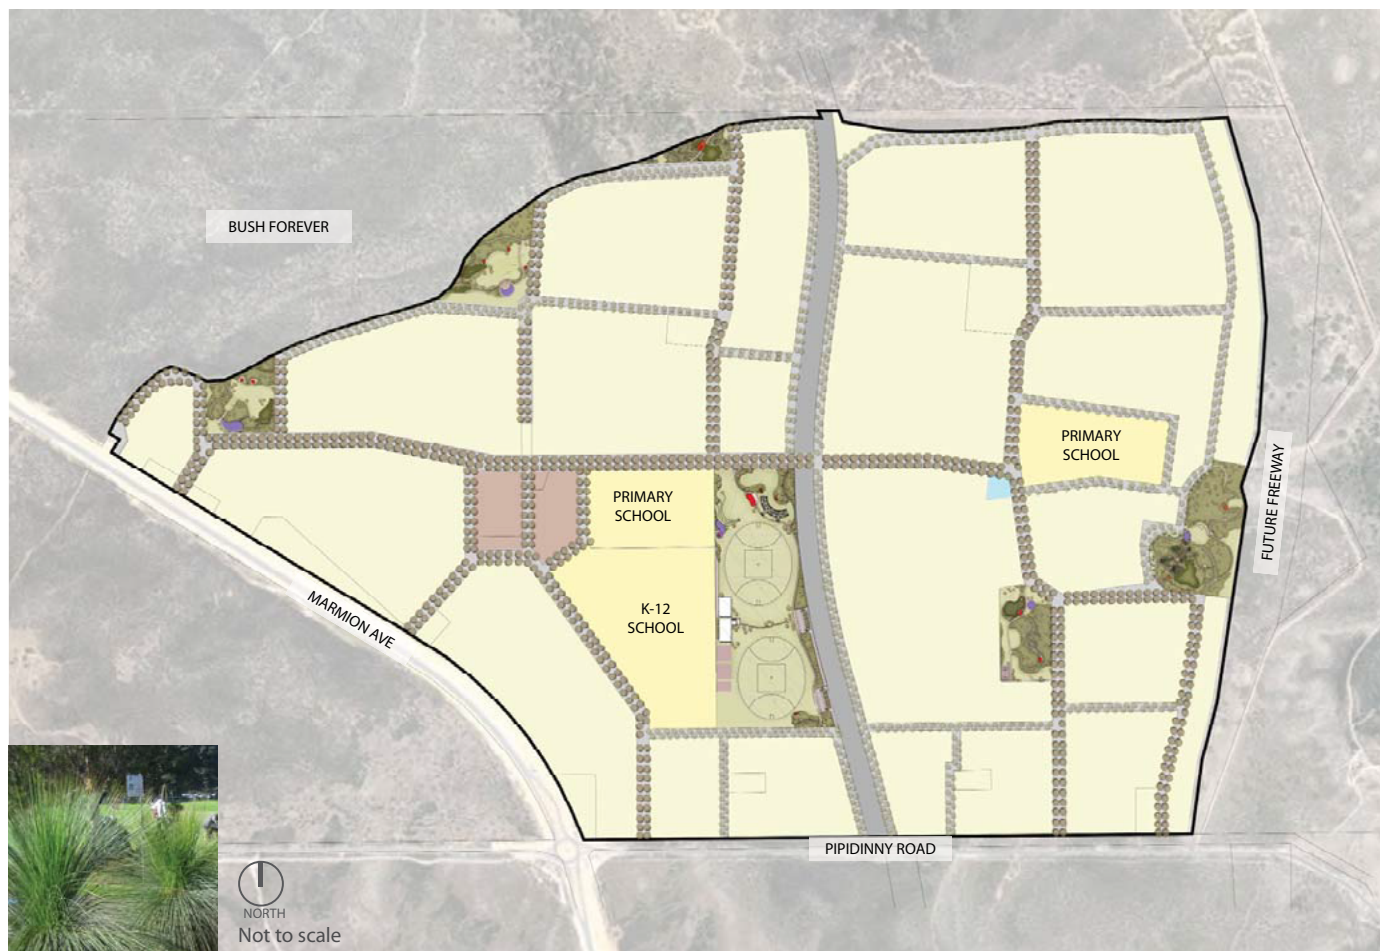 BUSH FOREVER
PRIMARY
SCHOOL
PRIMARY
SCHOOL
K-12
SCHOOL
FUTURE FREEWAY
MARMION AVE
PIPIDINNY ROAD
NORTH
Not to scale